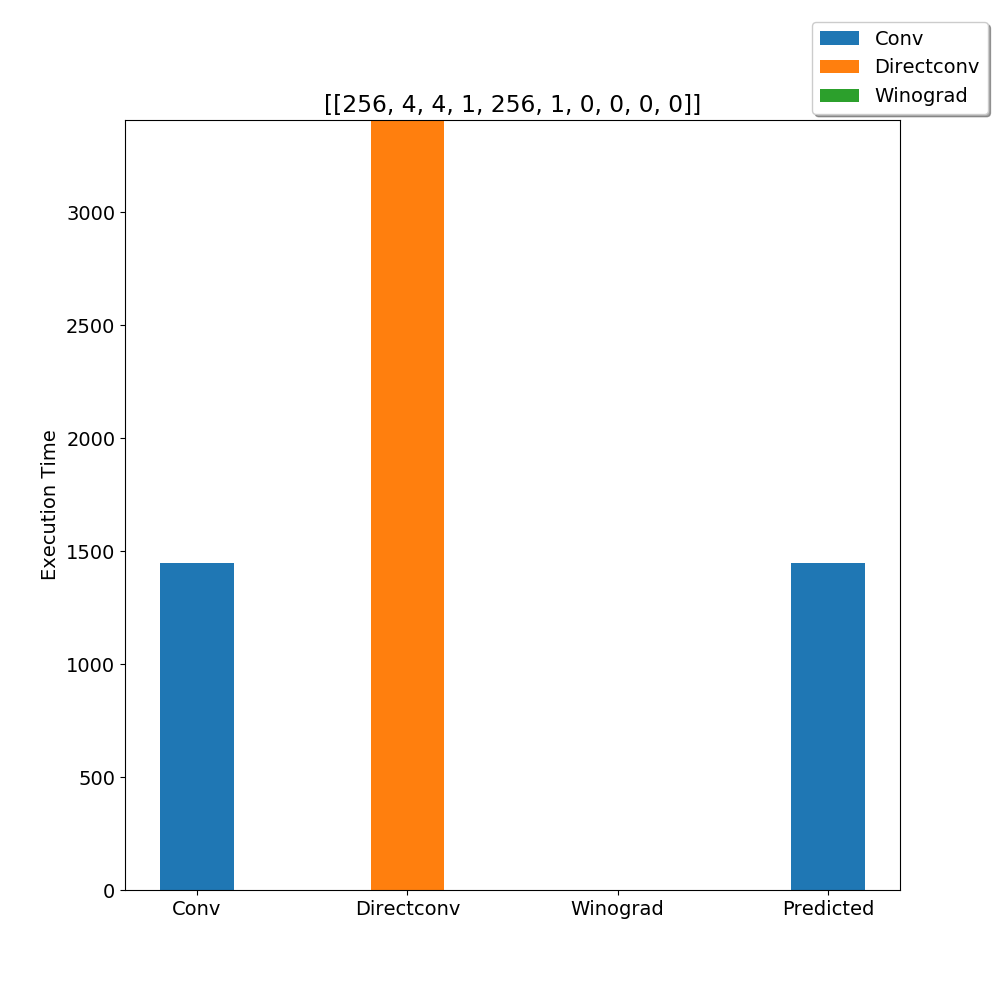 Conv
Directconv
Winograd
[[256, 4, 4, 1, 256, 1, 0, 0, 0, 0]]
Execution Time
3000
2500
2000
1500
1000
500
0
Conv Directconv Winograd Predicted